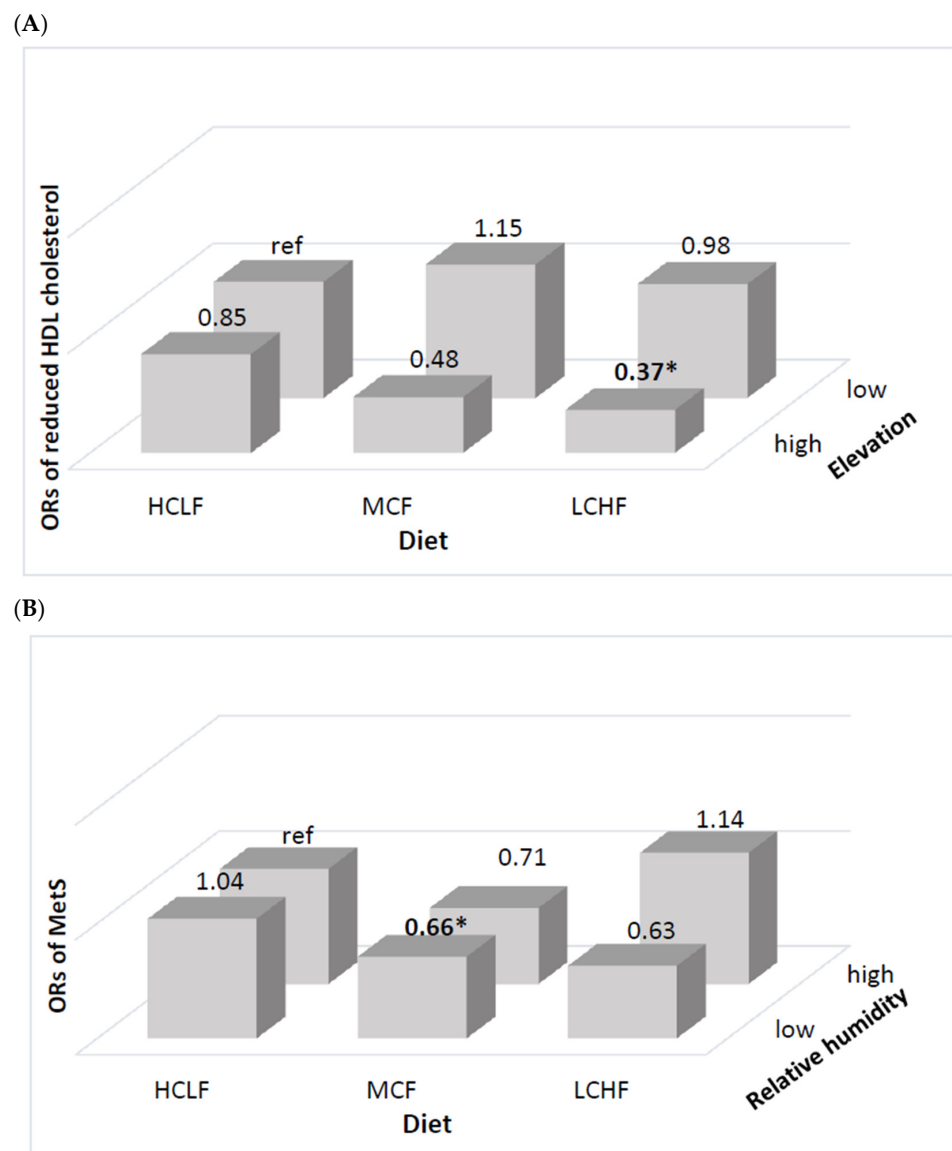 (A)
ORs of reduced HDL cholesterol
ref
1.15
0.98
0.85
0.48
0.37*
low
high
Elevation
HCLF
MCF
LCHF
Diet
(B)
ORs of MetS
ref
0.71
1.14
1.04
0.66*
0.63
high
low
Relative humidity
HCLF
MCF
LCHF
Diet